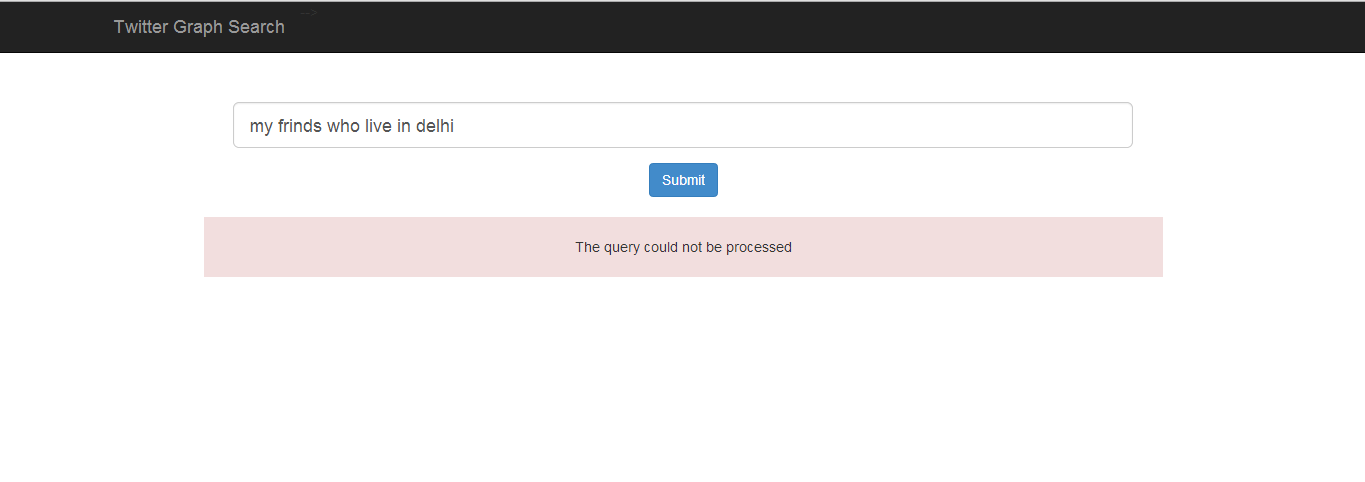 Twitter Graph Search -->
my frinds who live in delhi
Submit
The query could not be processed